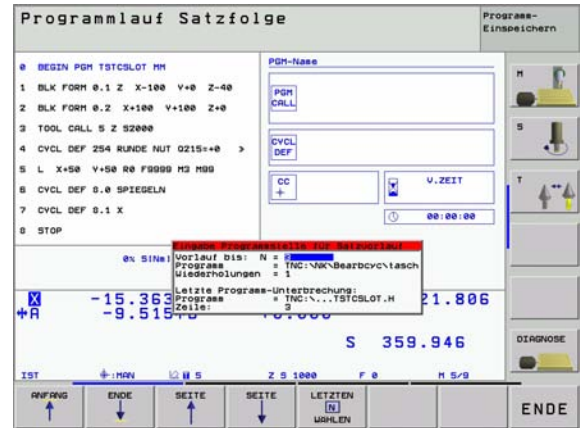 Programmlauf Satzfolge
Programm-
Einspeichern
0 BEGIN PGM TSTCSLOT MM
1 BLK FORM 0.1 Z X-100 Y+0 Z-40
2 BLK FORM 0.2 X+100 Y+100 Z+0
3 TOOL CALL 5 Z S2000
4 CYCL DEF 254 RUNDE NUT Q215=+0 >
5 L X+50 Y+50 R0 F9999 M3 M99
6 CYCL DEF 8.0 SPIEGELN
7 CYCL DEF 8.1 X
8 STOP
PGM-Name
PGM
CALL
CYCL
DEF
CC
+
V.ZEIT
00:00:00
0% S[Nm]
Eingabe Programmstelle für Satzvorlauf
Vorlauf bis: N = 3
Programm = TNC:\NK\Bearbcyc\tasch
Wiederholungen = 1
Letzte Programm-Unterbrechung:
Programm = TNC:\...TSTCSLOT.H
Zeile: 3
X -15.363
21.806
+A -9.515
S 359.946
IST
+:MAN
5
Z S 1000
F 0
M 5/9
M
S
T
DIAGNOSE
ANFANG
ENDE
SEITE
SEITE
LETZTEN
N
WÄHLEN
ENDE